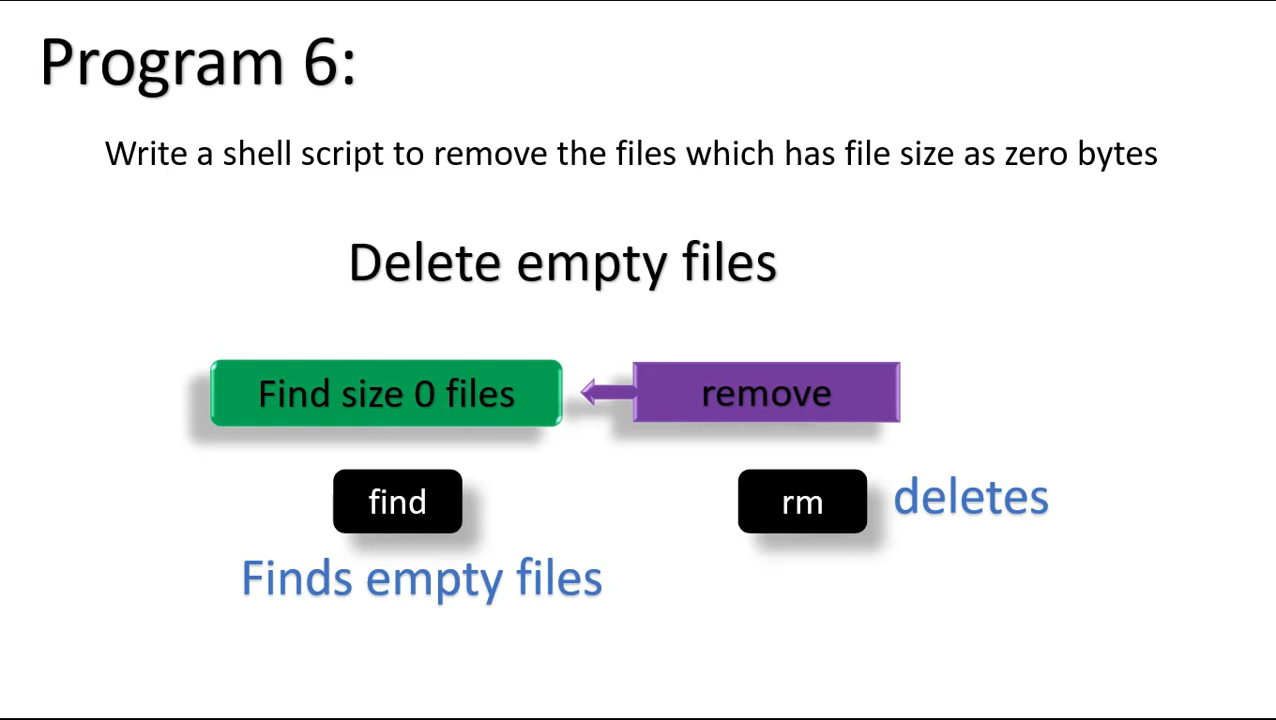 Program 6:
Write a shell script to remove the files which has file size as zero bytes
Delete empty files
Find size 0 files
remove
find
rm
deletes
Finds empty files